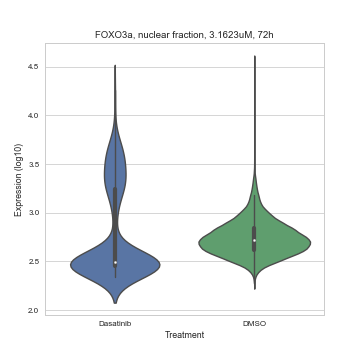 FOXO3a, nuclear fraction, 3.1623uM, 72h
4.5
4.0
3.5
3.0
2.5
2.0
Expression (log10)
Dasatinib DMSO
Treatment